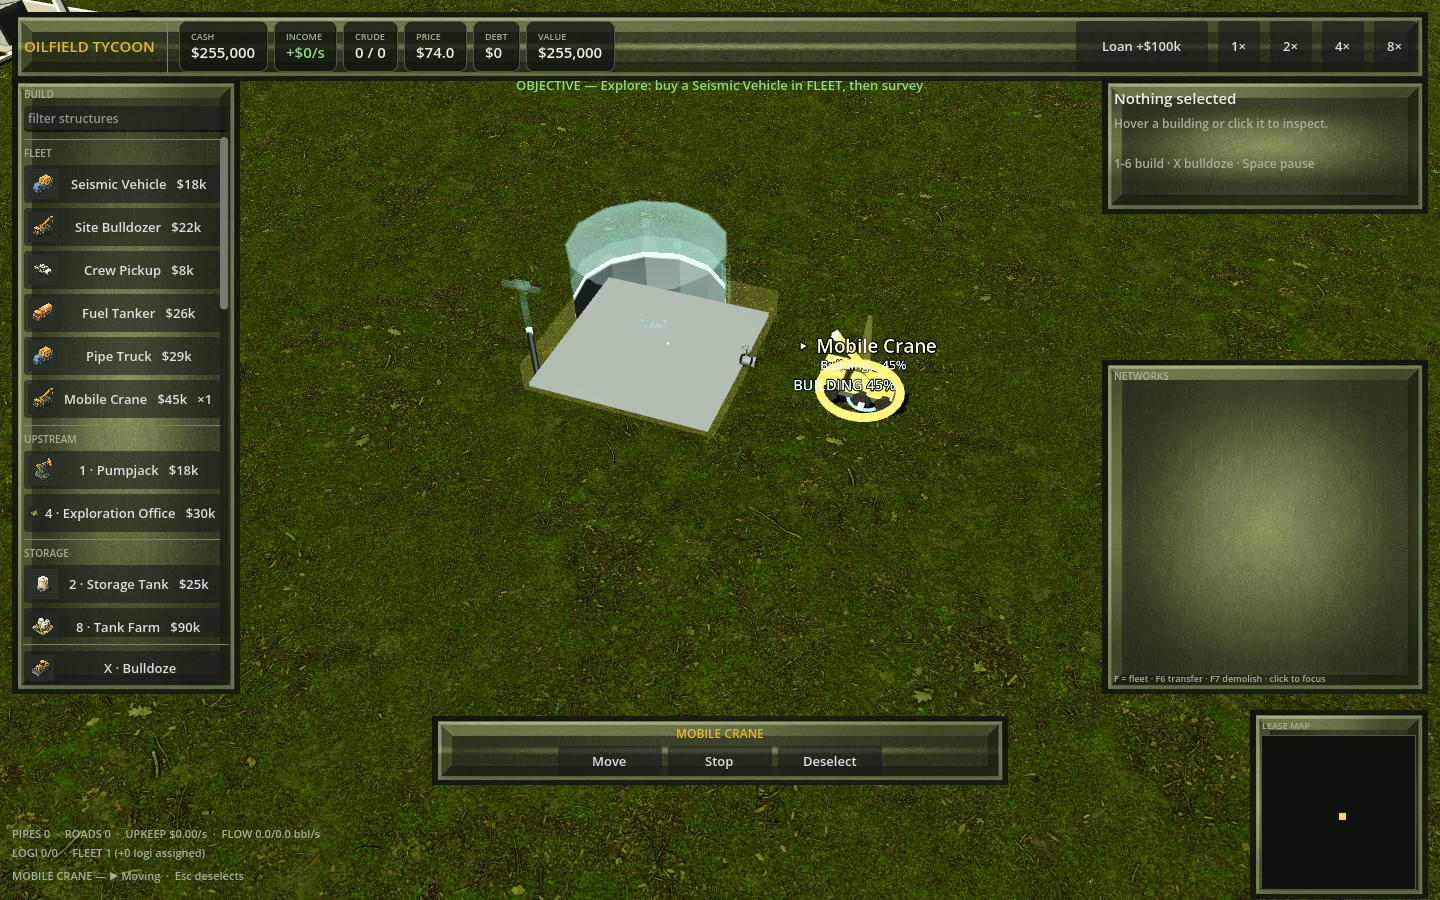 OILFIELD TYCOON
CASH
$255,000
INCOME
+$0/s
CRUDE
0 / 0
PRICE
$74.0
DEBT
$0
VALUE
$255,000
Loan +$100k
1×
2×
4×
8×
OBJECTIVE — Explore: buy a Seismic Vehicle in FLEET, then survey
BUILD
filter structures
FLEET
Seismic Vehicle $18k
Site Bulldozer $22k
Crew Pickup $8k
Fuel Tanker $26k
Pipe Truck $29k
Mobile Crane $45k ×1
UPSTREAM
1 · Pumpjack $18k
4 · Exploration Office $30k
STORAGE
2 · Storage Tank $25k
8 · Tank Farm $90k
X · Bulldoze
Nothing selected
Hover a building or click it to inspect.
1-6 build · X bulldoze · Space pause
Mobile Crane
Building 45%
BUILDING 45%
NETWORKS
F = fleet · F6 transfer · F7 demolish · click to focus
MOBILE CRANE
Move
Stop
Deselect
LEASE MAP
PIPES 0 · ROADS 0 · UPKEEP $0.00/s · FLOW 0.0/0.0 bbl/s
LOGI 0/0 · FLEET 1 (+0 logi assigned)
MOBILE CRANE — ▶ Moving · Esc deselects